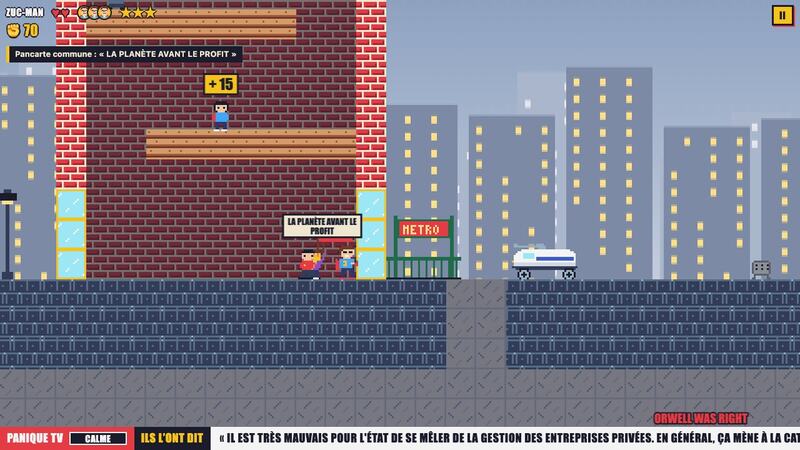 ZUC-MAN
70
Pancarte commune : « LA PLANÈTE AVANT LE PROFIT »
+15
LA PLANÈTE AVANT LE
PROFIT
METRO
ORWELL WAS RIGHT
PANIQUE TV CALME ILS L'ONT DIT « IL EST TRÈS MAUVAIS POUR L'ÉTAT DE SE MÊLER DE LA GESTION DES ENTREPRISES PRIVÉES. EN GÉNÉRAL, ÇA MÈNE À LA CAT